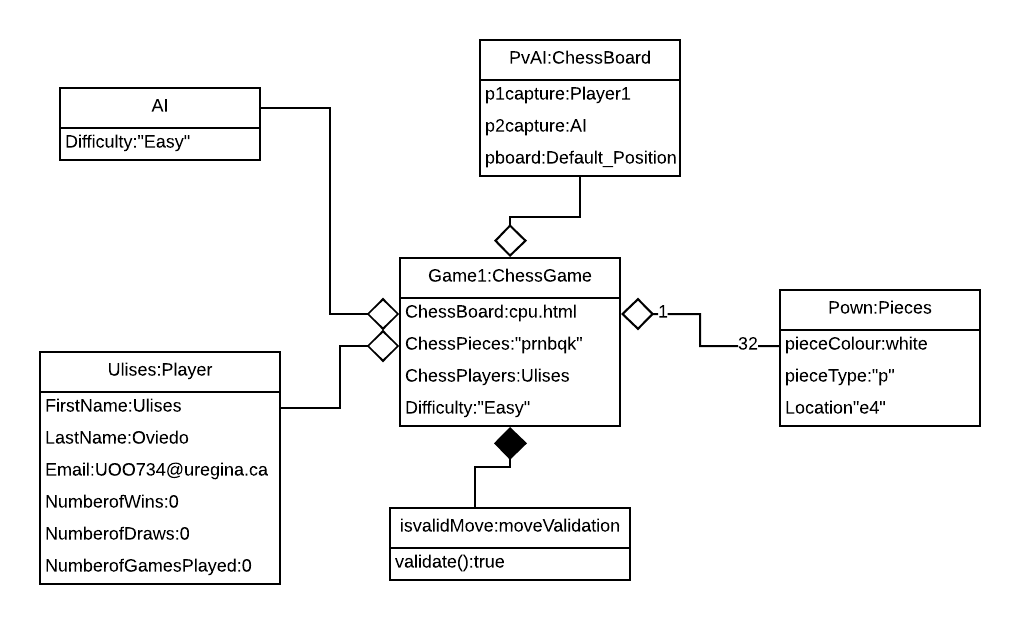 PvAI:ChessBoard
p1capture:Player1
p2capture:AI
pboard:Default_Position
AI
Difficulty:"Easy"
Game1:ChessGame
ChessBoard:cpu.html
ChessPieces:"prnbqk"
ChessPlayers:Ulises
Difficulty:"Easy"
1
32
Pown:Pieces
pieceColour:white
pieceType:"p"
Location"e4"
Ulises:Player
FirstName:Ulises
LastName:Oviedo
Email:UOO734@uregina.ca
NumberofWins:0
NumberofDraws:0
NumberofGamesPlayed:0
isvalidMove:moveValidation
validate():true